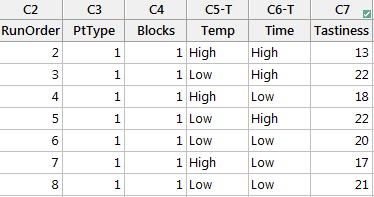 C2 C3 C4 C5-T C6-T C7
RunOrder PtType Blocks Temp Time Tastiness
2 1 1 High High 13
3 1 1 Low High 22
4 1 1 High Low 18
5 1 1 Low High 22
6 1 1 Low Low 20
7 1 1 High Low 17
8 1 1 Low Low 21